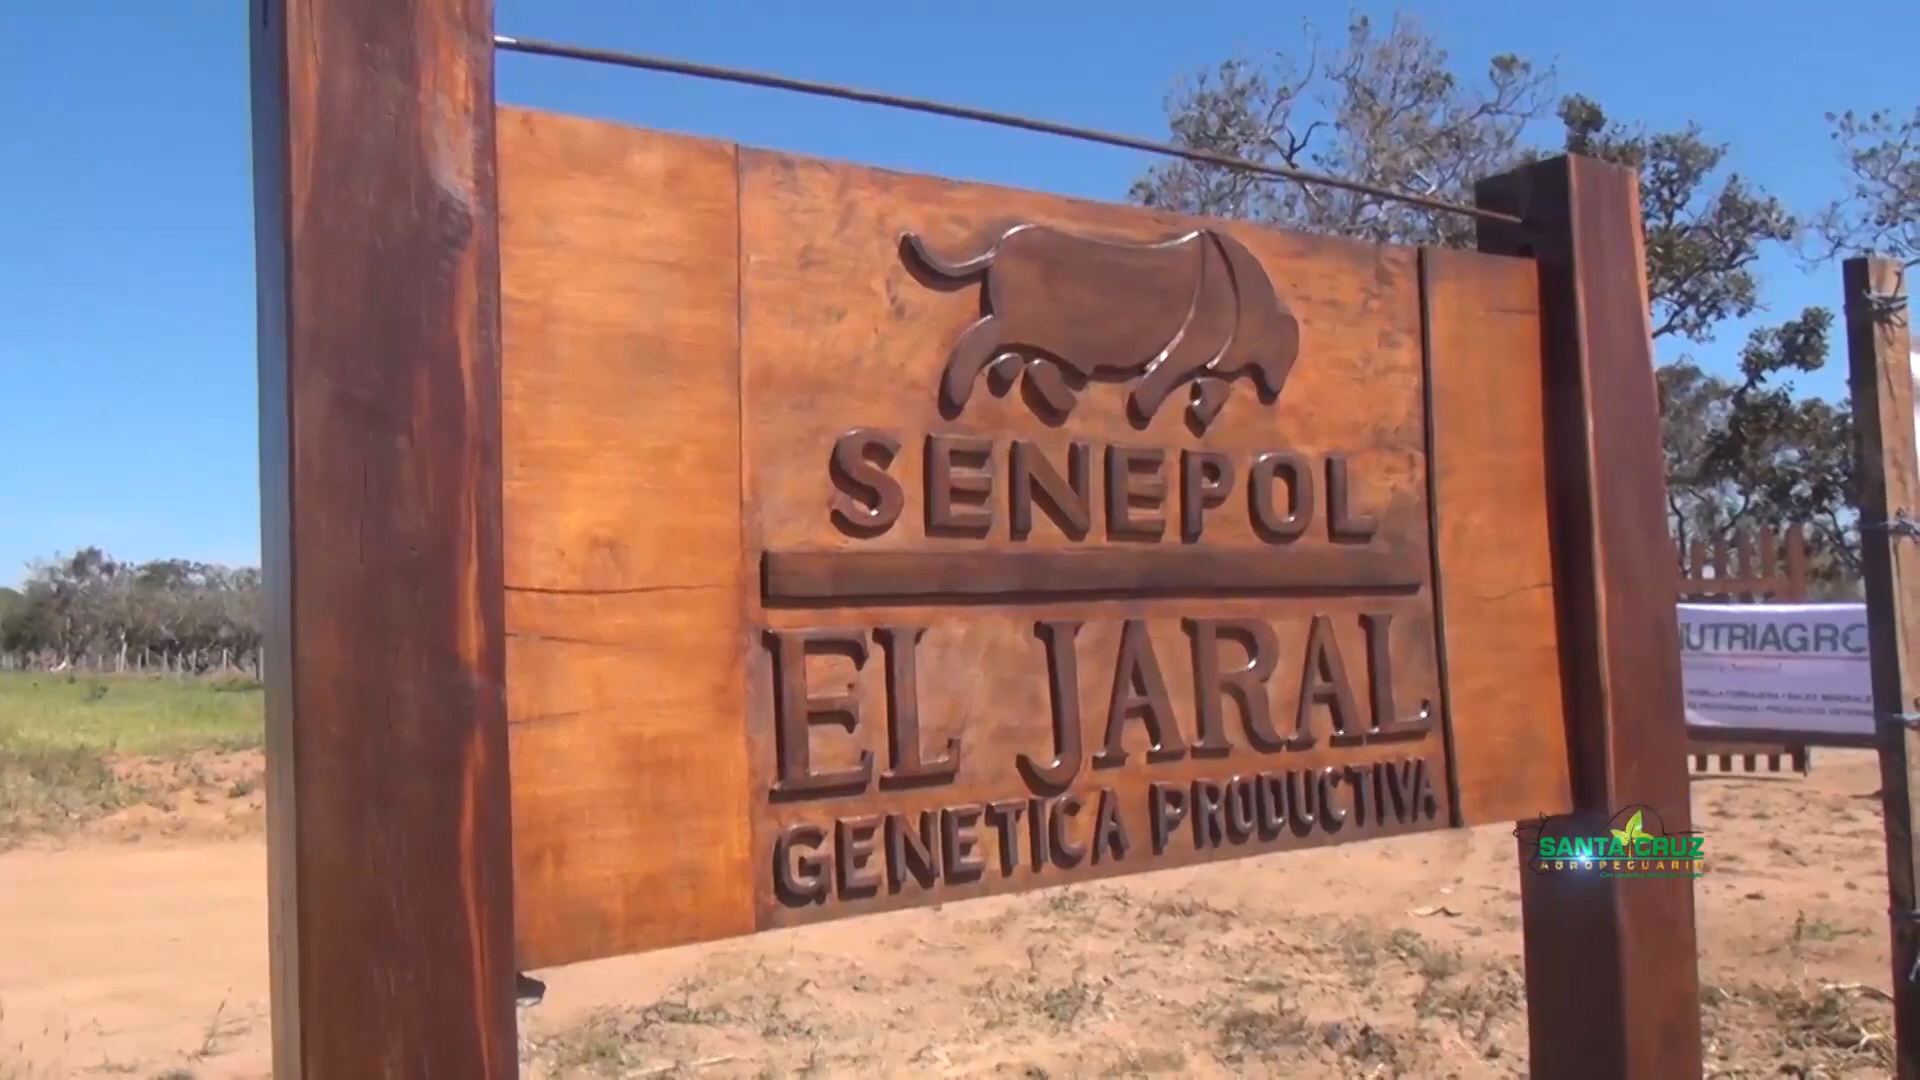 SENEPOL
EL JARAL
GENETICA PRODUCTIVA
NUTRIAGRO
SANTA CRUZ
AGROPECUARIA